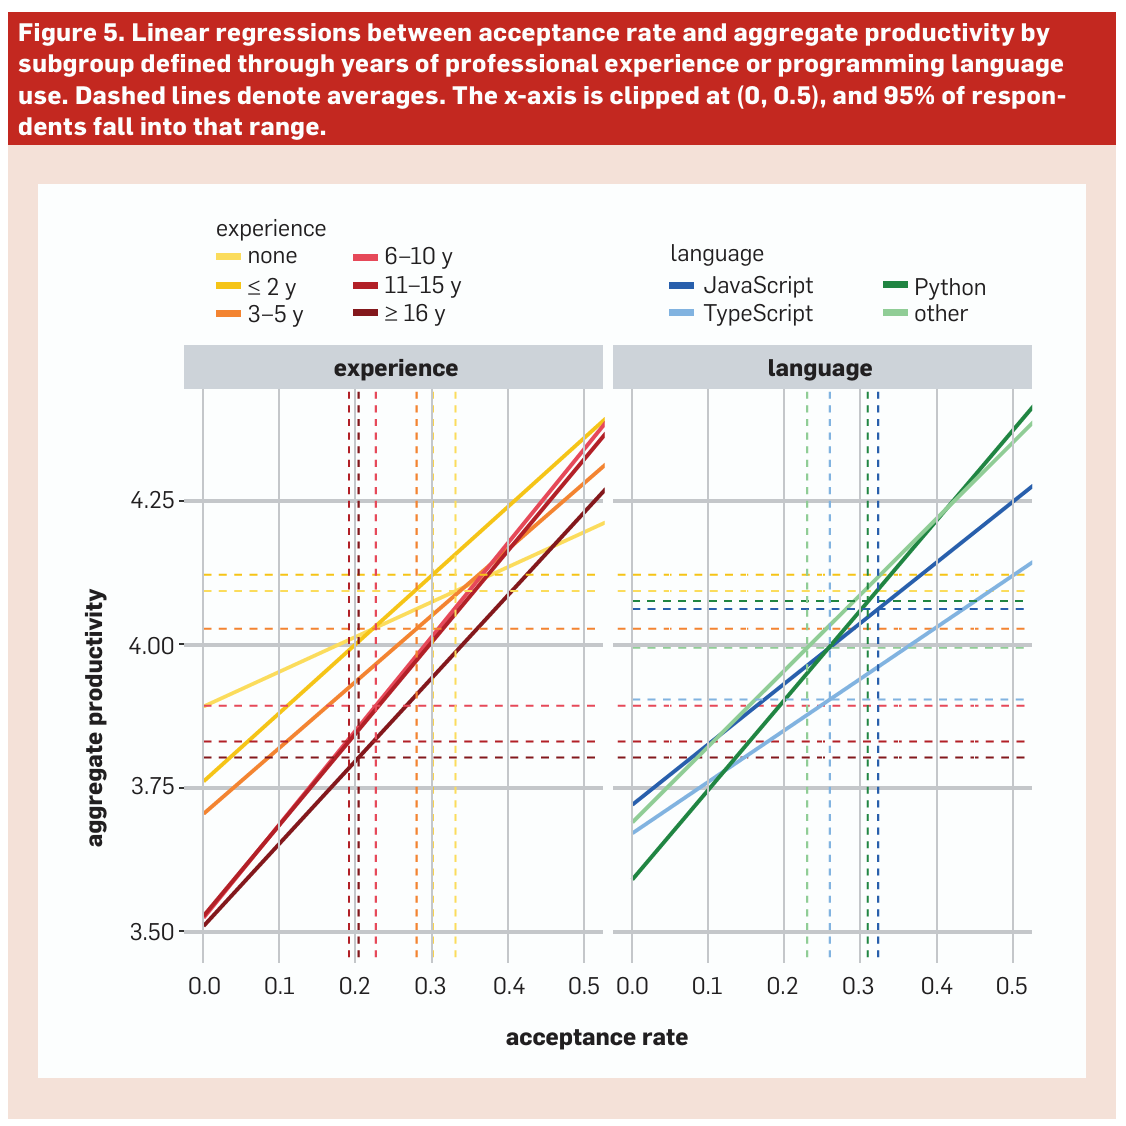 Figure 5. Linear regressions between acceptance rate and aggregate productivity by
subgroup defined through years of professional experience or programming language
use. Dashed lines denote averages. The x-axis is clipped at (0, 0.5), and 95% of respon-
dents fall into that range.
experience
none
≤ 2 y
3–5 y
6–10 y
11–15 y
≥ 16 y
language
JavaScript
TypeScript
Python
other
experience
language
aggregate productivity
4.25
4.00
3.75
3.50
0.0 0.1 0.2 0.3 0.4 0.5
0.0 0.1 0.2 0.3 0.4 0.5
acceptance rate